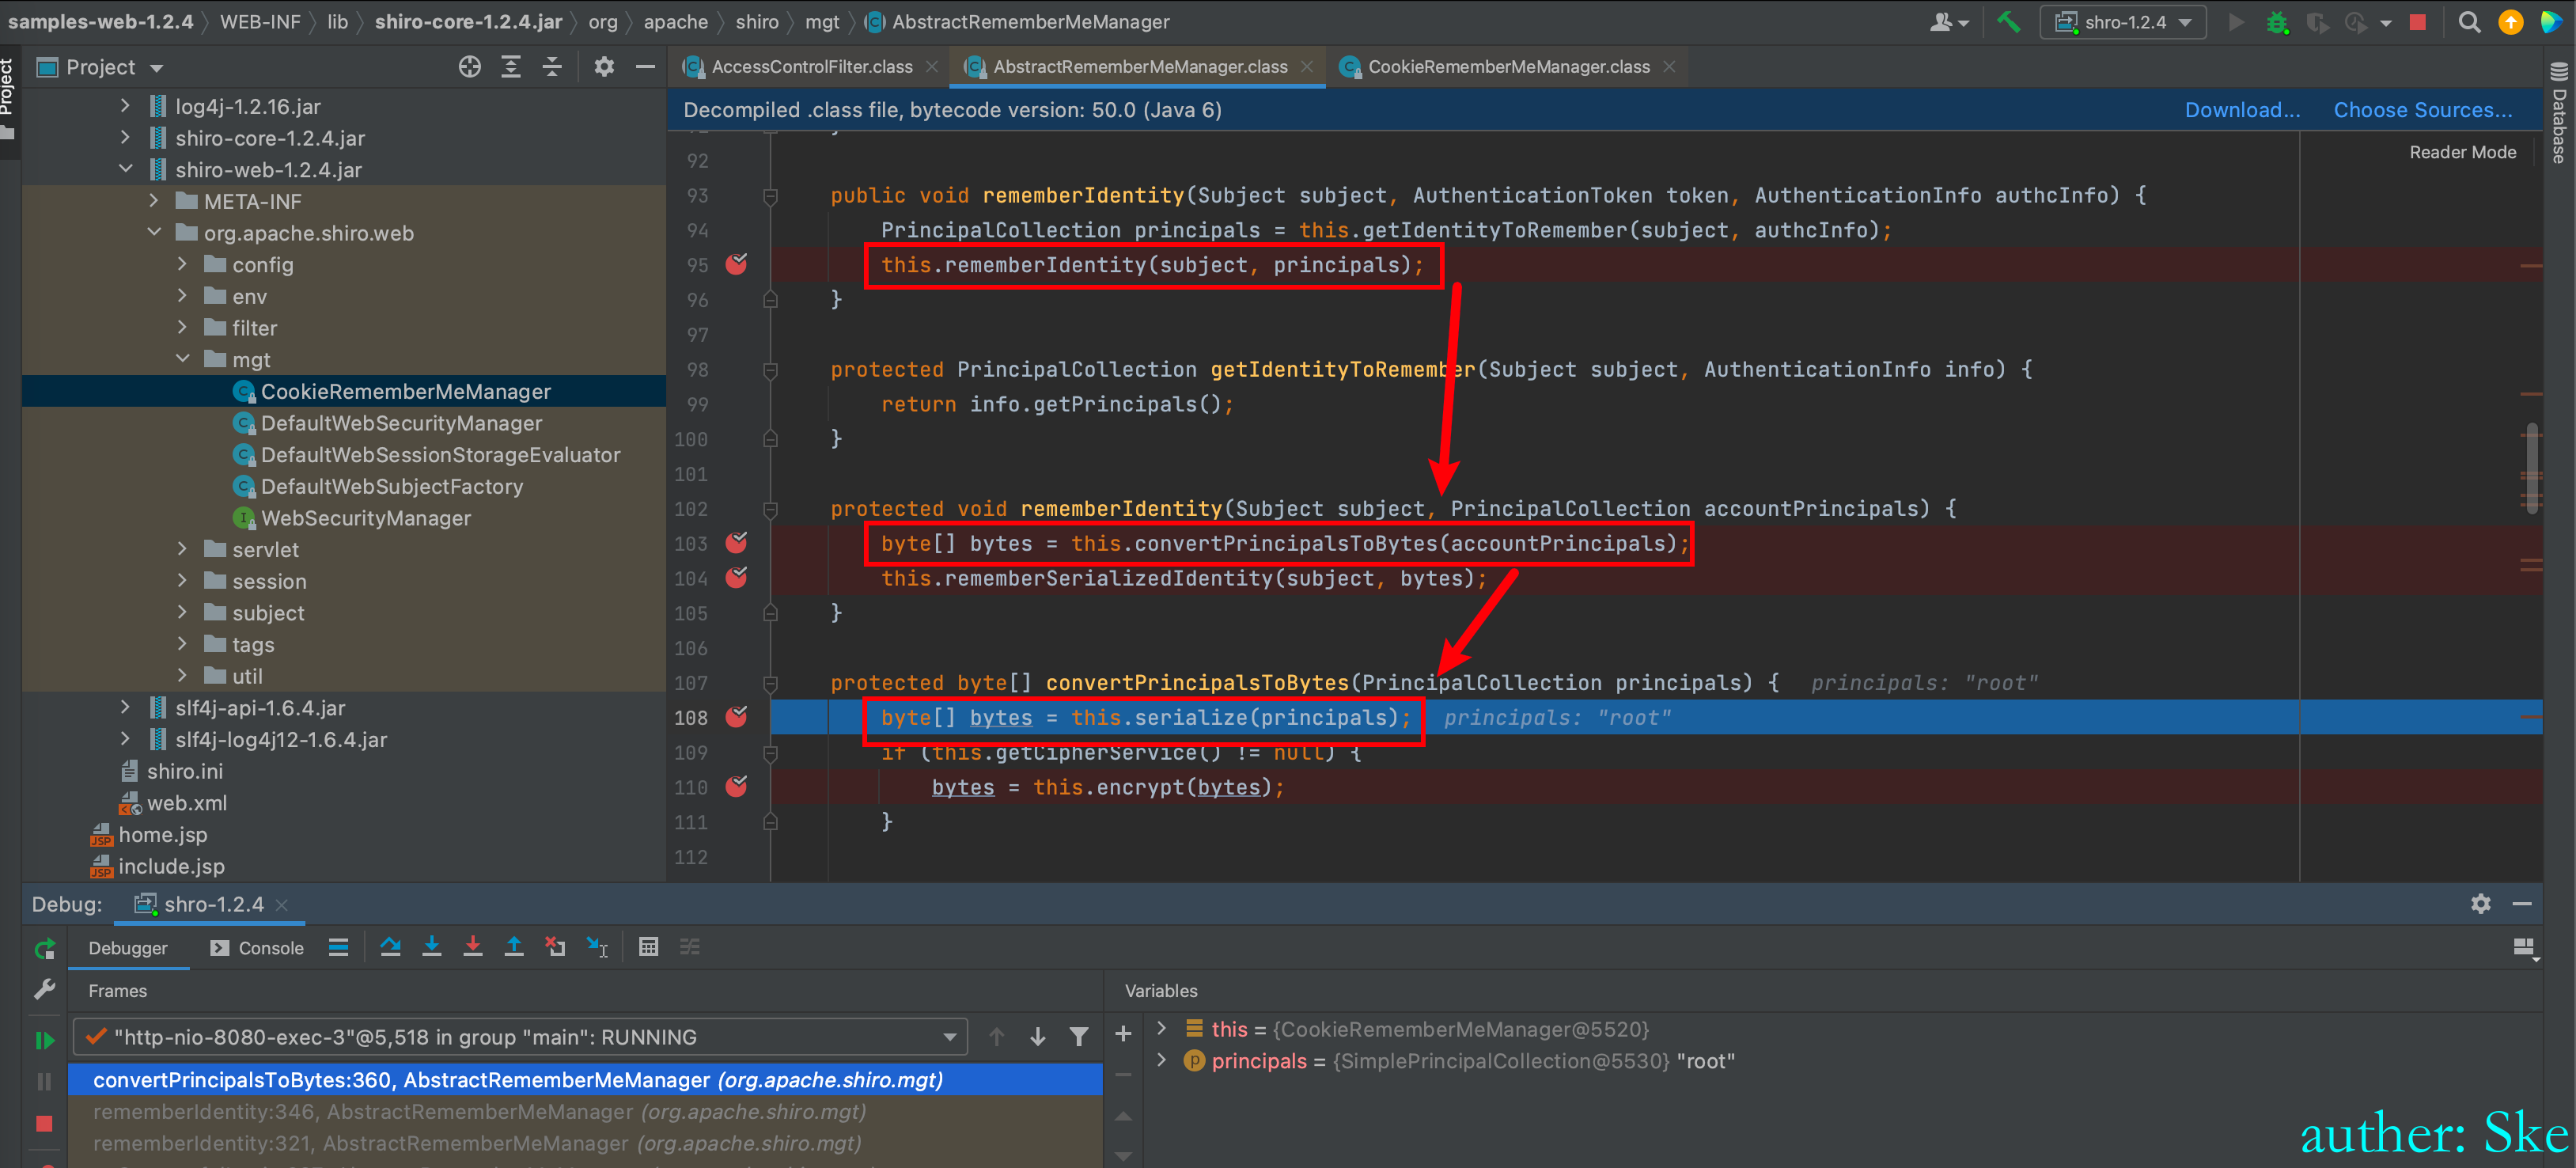 samples-web-1.2.4 WEB-INF lib shiro-core-1.2.4.jar org apache shiro mgt AbstractRememberMeManager
shro-1.2.4
Project
Project
AccessControlFilter.class AbstractRememberMeManager.class CookieRememberMeManager.class
Database
Decompiled .class file, bytecode version: 50.0 (Java 6) Download... Choose Sources...
Reader Mode
log4j-1.2.16.jar
shiro-core-1.2.4.jar
shiro-web-1.2.4.jar
META-INF
org.apache.shiro.web
config
env
filter
mgt
CookieRememberMeManager
DefaultWebSecurityManager
DefaultWebSessionStorageEvaluator
DefaultWebSubjectFactory
WebSecurityManager
servlet
session
subject
tags
util
slf4j-api-1.6.4.jar
slf4j-log4j12-1.6.4.jar
shiro.ini
web.xml
home.jsp
include.jsp
92
93 public void rememberIdentity(Subject subject, AuthenticationToken token, AuthenticationInfo authcInfo) {
94 PrincipalCollection principals = this.getIdentityToRemember(subject, authcInfo);
95 this.rememberIdentity(subject, principals);
96 }
97
98 protected PrincipalCollection getIdentityToRemember(Subject subject, AuthenticationInfo info) {
99 return info.getPrincipals();
100 }
101
102 protected void rememberIdentity(Subject subject, PrincipalCollection accountPrincipals) {
103 byte[] bytes = this.convertPrincipalsToBytes(accountPrincipals);
104 this.rememberSerializedIdentity(subject, bytes);
105 }
106
107 protected byte[] convertPrincipalsToBytes(PrincipalCollection principals) { principals: "root"
108 byte[] bytes = this.serialize(principals); principals: "root"
109 if (this.getCipherService() != null) {
110 bytes = this.encrypt(bytes);
111 }
112
Debug: shro-1.2.4
Debugger Console
Frames
"http-nio-8080-exec-3"@5,518 in group "main": RUNNING
convertPrincipalsToBytes:360, AbstractRememberMeManager (org.apache.shiro.mgt)
rememberIdentity:346, AbstractRememberMeManager (org.apache.shiro.mgt)
rememberIdentity:321, AbstractRememberMeManager (org.apache.shiro.mgt)
Variables
this = {CookieRememberMeManager@5520}
principals = {SimplePrincipalCollection@5530} "root"
auther: Ske